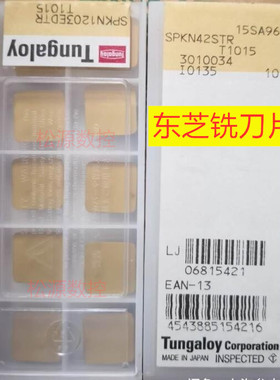 SPKN1203EDTR
T1015
Tungaloy
15SA96
SPKN42STR
T1015
3010034
I0135
10
东芝铣刀片
LJ
06815421
EAN-13
4543885154216
Tungaloy Corporation
MADE IN JAPAN INSPECTED